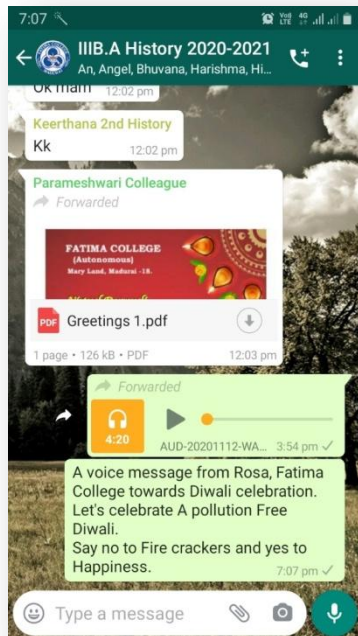 7:07
VoI) LTE 4G
IIIB.A History 2020-2021
An, Angel, Bhuvana, Harishma, Hi...
Ok mam 12:02 pm
Keerthana 2nd History
Kk 12:02 pm
Parameshwari Colleague
Forwarded
FATIMA COLLEGE
(Autonomous)
Mary Land, Madurai -18.
PDF Greetings 1.pdf
1 page • 126 kB • PDF 12:03 pm
Forwarded
4:20
AUD-20201112-WA... 3:54 pm
A voice message from Rosa, Fatima
College towards Diwali celebration.
Let's celebrate A pollution Free
Diwali.
Say no to Fire crackers and yes to
Happiness. 7:07 pm
Type a message